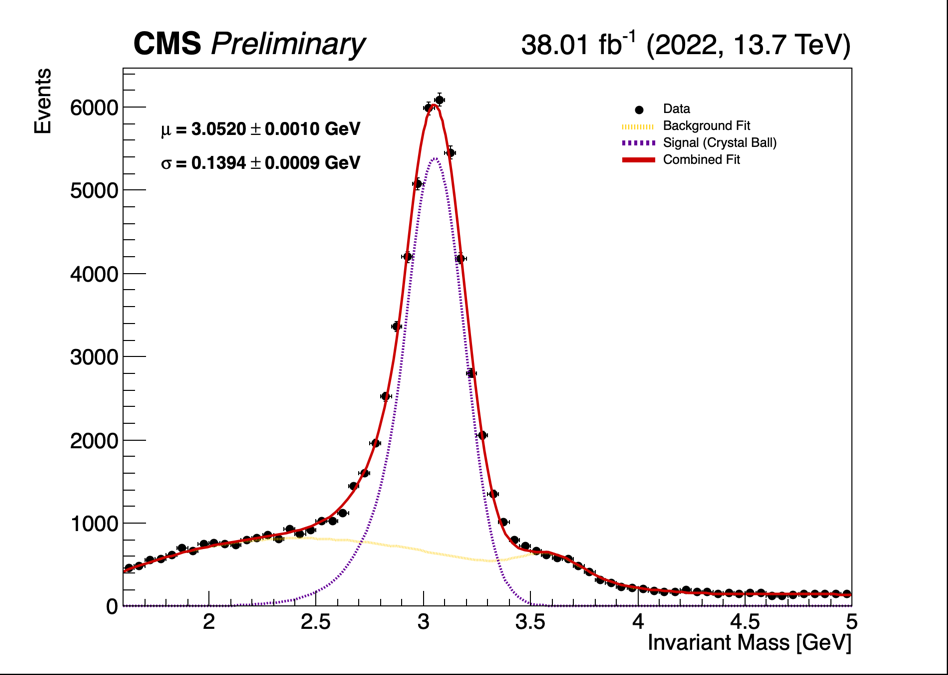 CMS Preliminary 38.01 fb⁻¹ (2022, 13.7 TeV)
Events
6000
5000
4000
3000
2000
1000
0
μ = 3.0520 ± 0.0010 GeV
σ = 0.1394 ± 0.0009 GeV
Data
Background Fit
Signal (Crystal Ball)
Combined Fit
2 2.5 3 3.5 4 4.5 5
Invariant Mass [GeV]